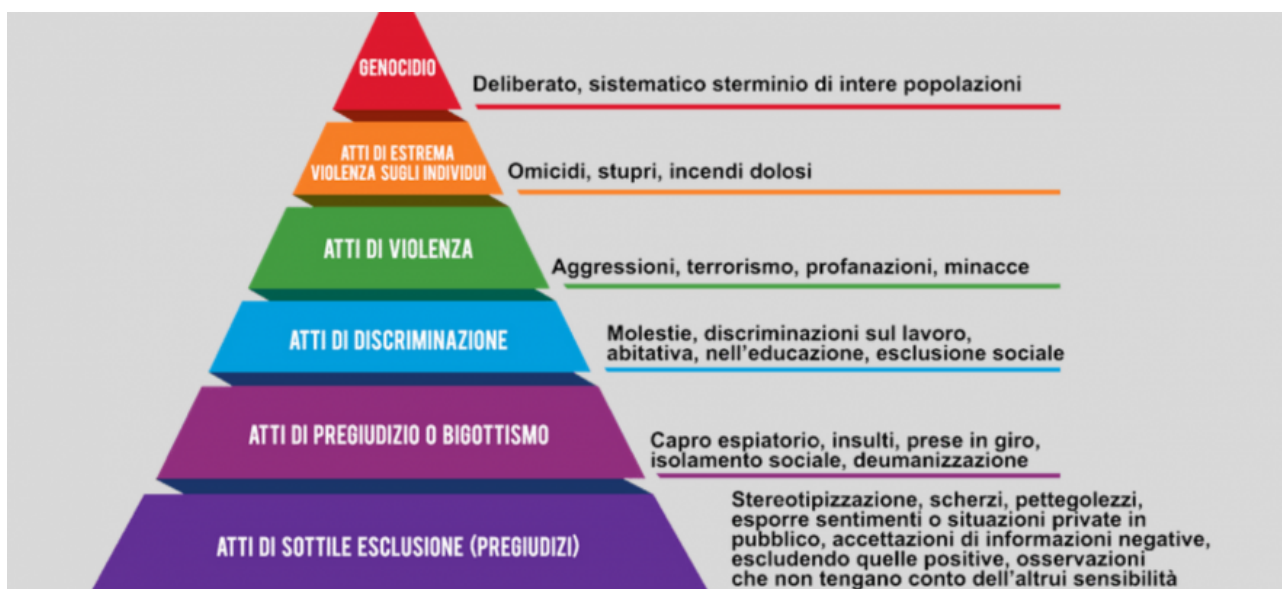 GENOCIDIO
Deliberato, sistematico sterminio di intere popolazioni
ATTI DI ESTREMA
VIOLENZA SUGLI INDIVIDUI
Omicidi, stupri, incendi dolosi
ATTI DI VIOLENZA
Aggressioni, terrorismo, profanazioni, minacce
ATTI DI DISCRIMINAZIONE
Molestie, discriminazioni sul lavoro,
abitativa, nell'educazione, esclusione sociale
ATTI DI PREGIUDIZIO O BIGOTTISMO
Capro espiatorio, insulti, prese in giro,
isolamento sociale, deumanizzazione
ATTI DI SOTTILE ESCLUSIONE (PREGIUDIZI)
Stereotipizzazione, scherzi, pettegolezzi,
esporre sentimenti o situazioni private in
pubblico, accettazioni di informazioni negative,
escludendo quelle positive, osservazioni
che non tengano conto dell'altrui sensibilità